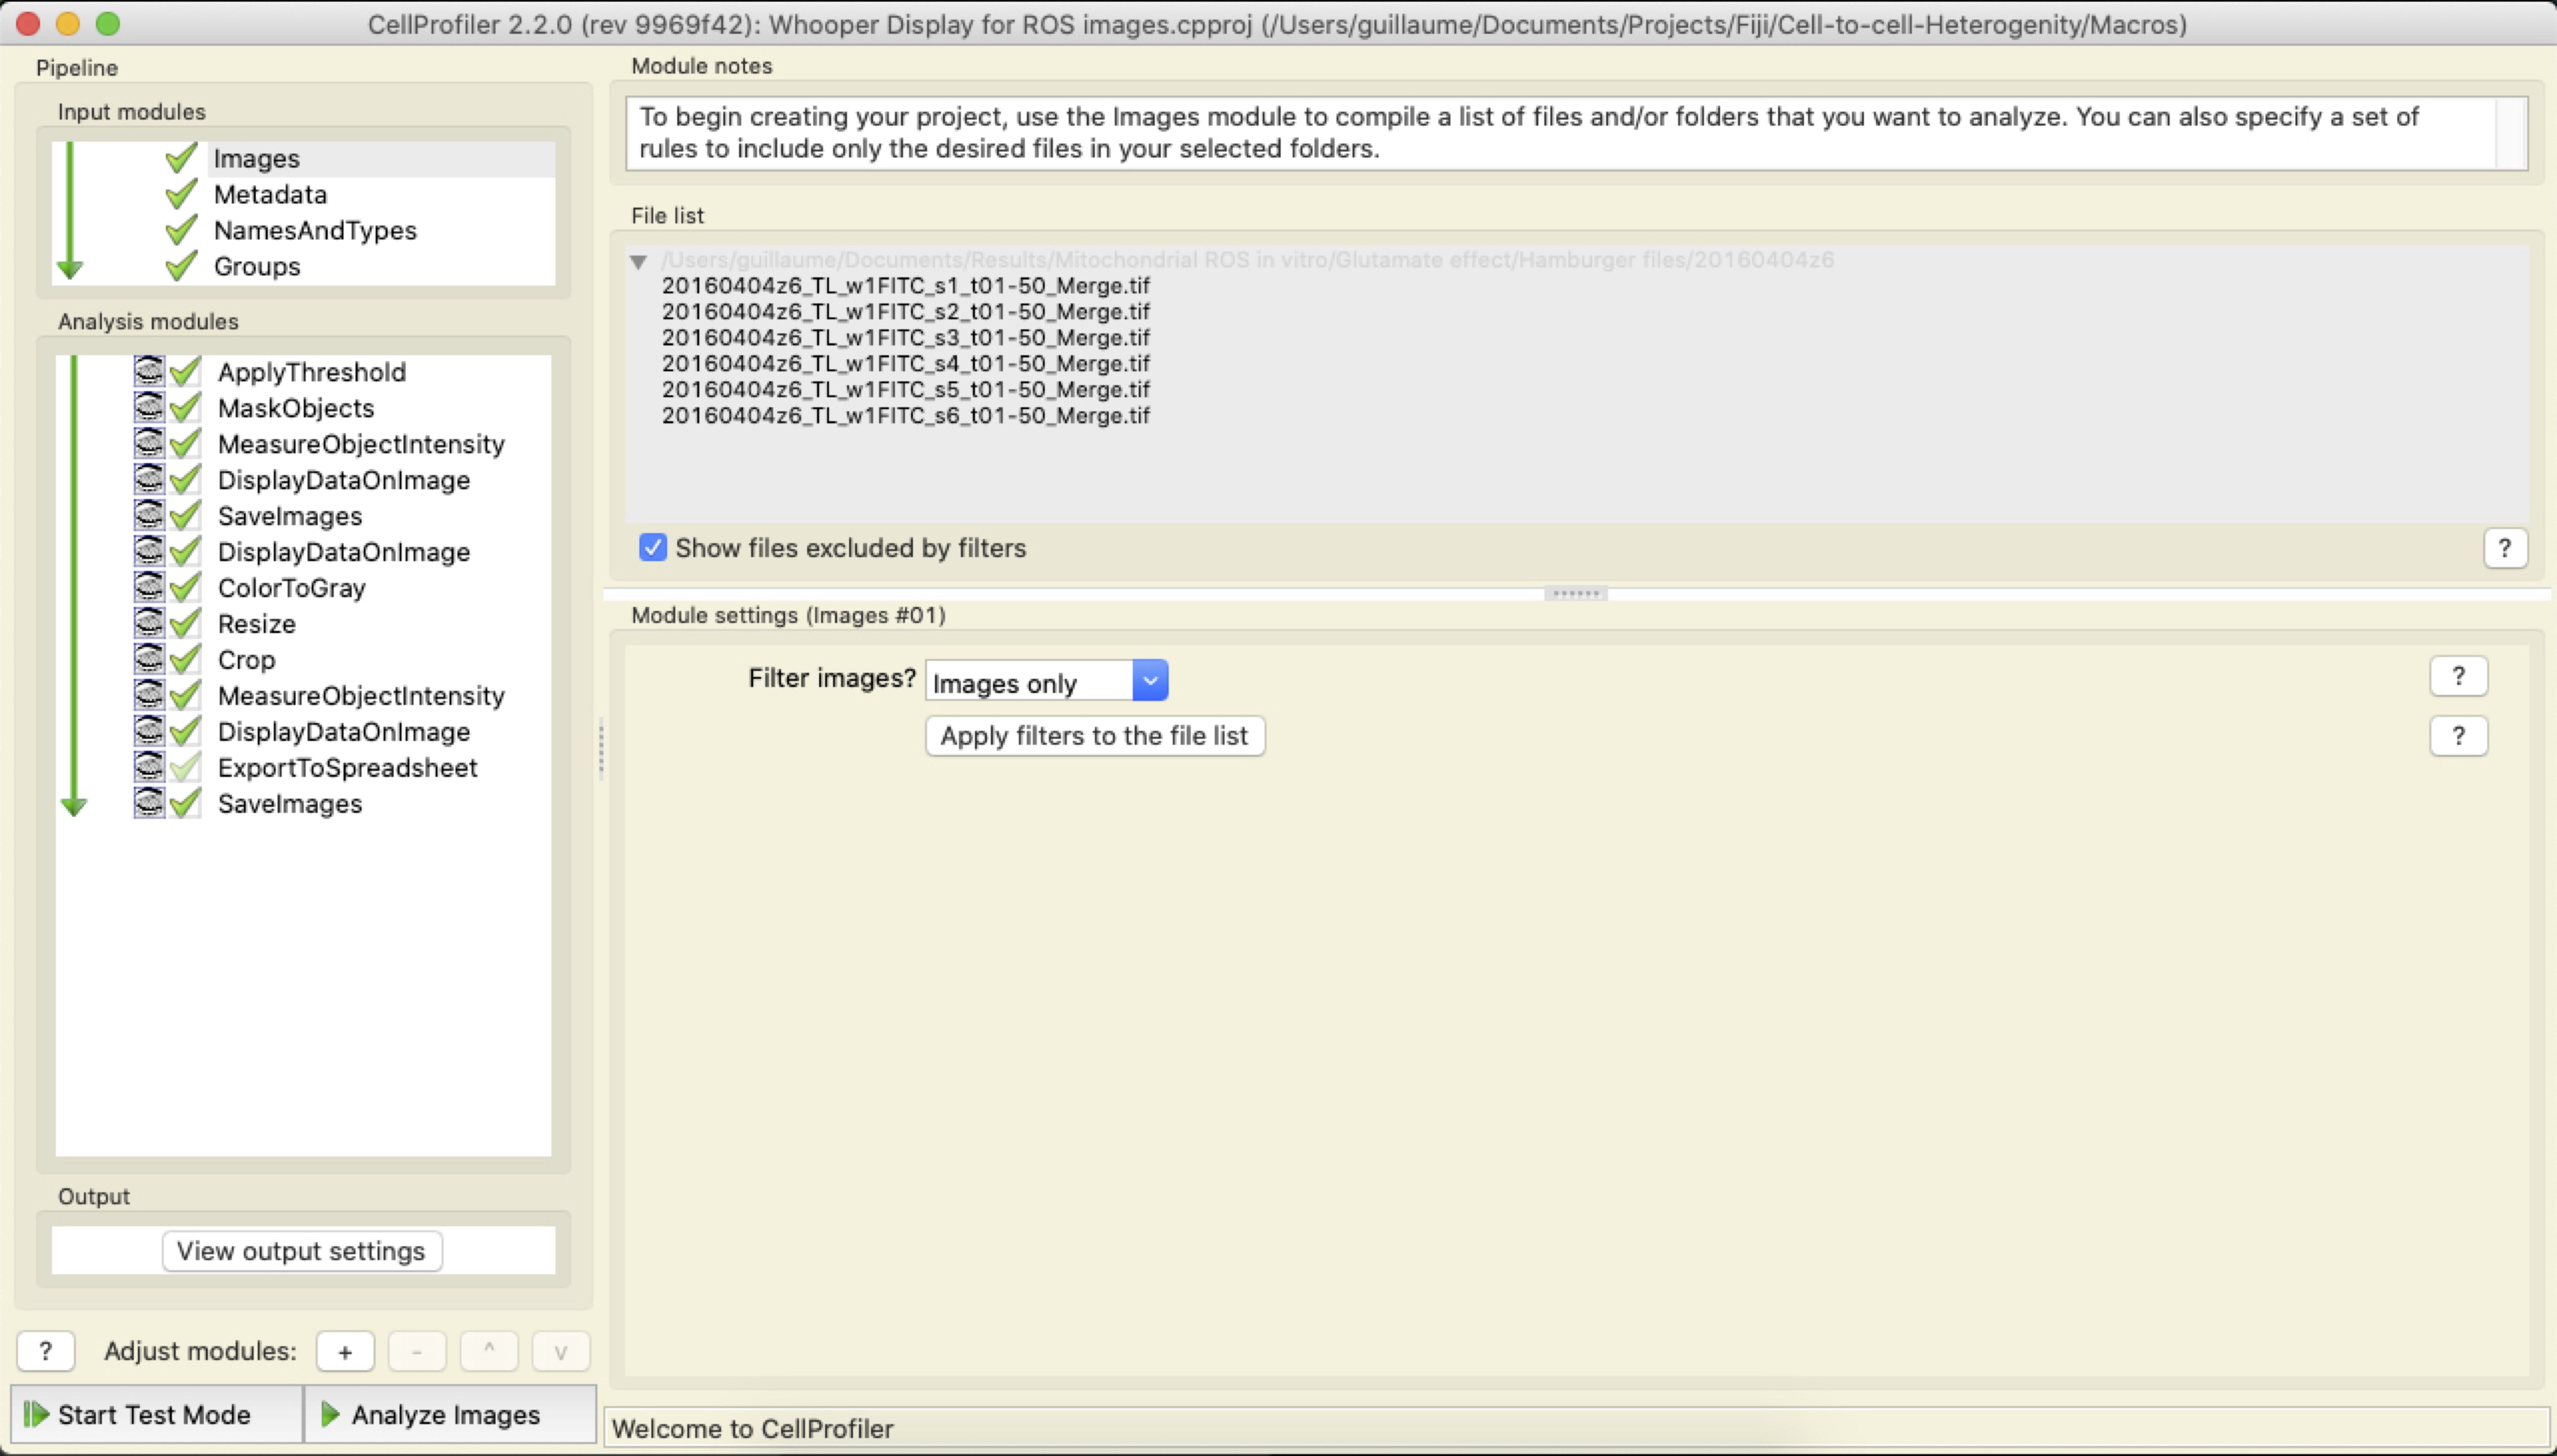 CellProfiler 2.2.0 (rev 9969f42): Whooper Display for ROS images.cpproj (/Users/guillaume/Documents/Projects/Fiji/Cell-to-cell-Heterogenity/Macros)
Pipeline
Input modules
Images
Metadata
NamesAndTypes
Groups
Analysis modules
ApplyThreshold
MaskObjects
MeasureObjectIntensity
DisplayDataOnImage
SaveImages
DisplayDataOnImage
ColorToGray
Resize
Crop
MeasureObjectIntensity
DisplayDataOnImage
ExportToSpreadsheet
SaveImages
Output
View output settings
? Adjust modules: + - ^ v
Start Test Mode Analyze Images
Module notes
To begin creating your project, use the Images module to compile a list of files and/or folders that you want to analyze. You can also specify a set of
rules to include only the desired files in your selected folders.
File list
/Users/guillaume/Documents/Results/Mitochondrial ROS in vitro/Glutamate effect/Hamburger files/20160404z6
20160404z6_TL_w1FITC_s1_t01-50_Merge.tif
20160404z6_TL_w1FITC_s2_t01-50_Merge.tif
20160404z6_TL_w1FITC_s3_t01-50_Merge.tif
20160404z6_TL_w1FITC_s4_t01-50_Merge.tif
20160404z6_TL_w1FITC_s5_t01-50_Merge.tif
20160404z6_TL_w1FITC_s6_t01-50_Merge.tif
Show files excluded by filters ?
Module settings (Images #01)
Filter images? Images only ?
Apply filters to the file list ?
Welcome to CellProfiler